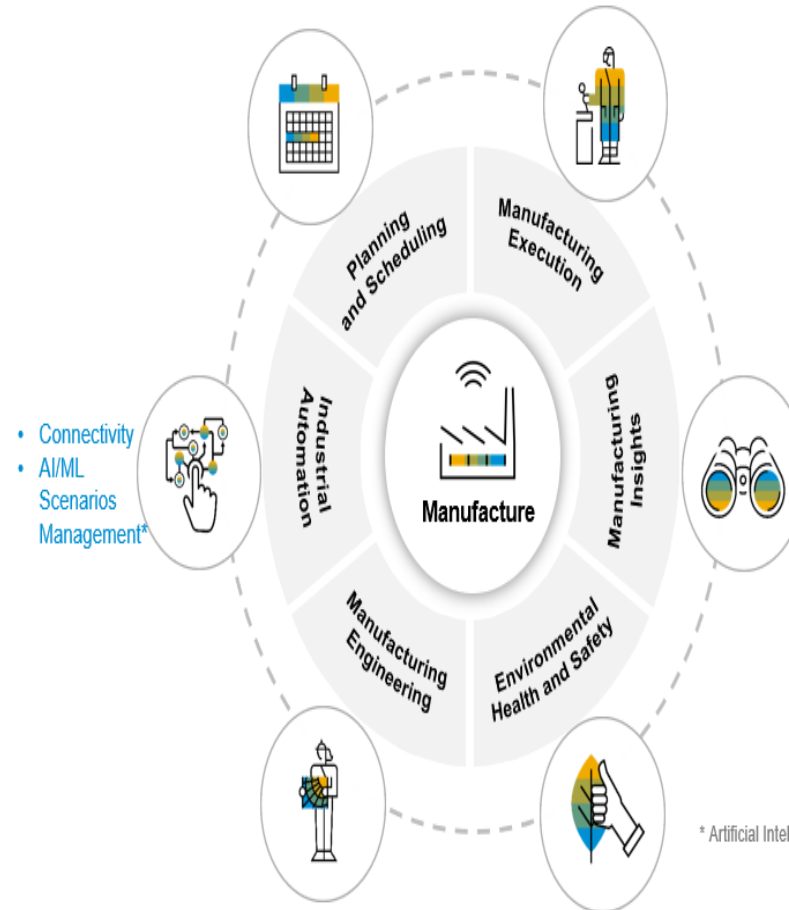 Planning
and Scheduling
Manufacturing
Execution
Industrial
Automation
Manufacturing
Insights
• Connectivity
• AI/ML
Scenarios
Management*
Manufacture
Manufacturing
Engineering
Environmental
Health and Safety
* Artificial Intel